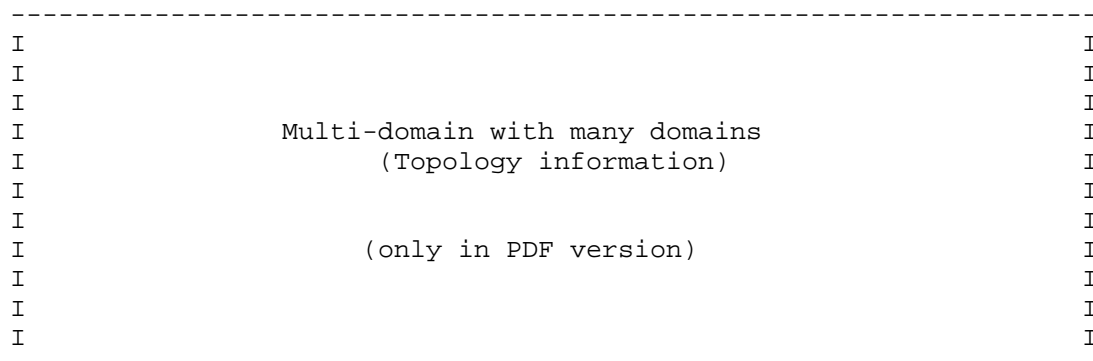 --------------------------------------------------------------------
I                                                                  I
I                                                                  I
I                                                                  I
I                Multi-domain with many domains                    I
I                      (Topology information)                      I
I                                                                  I
I                                                                  I
I                     (only in PDF version)                        I
I                                                                  I
I                                                                  I
I                                                                  I